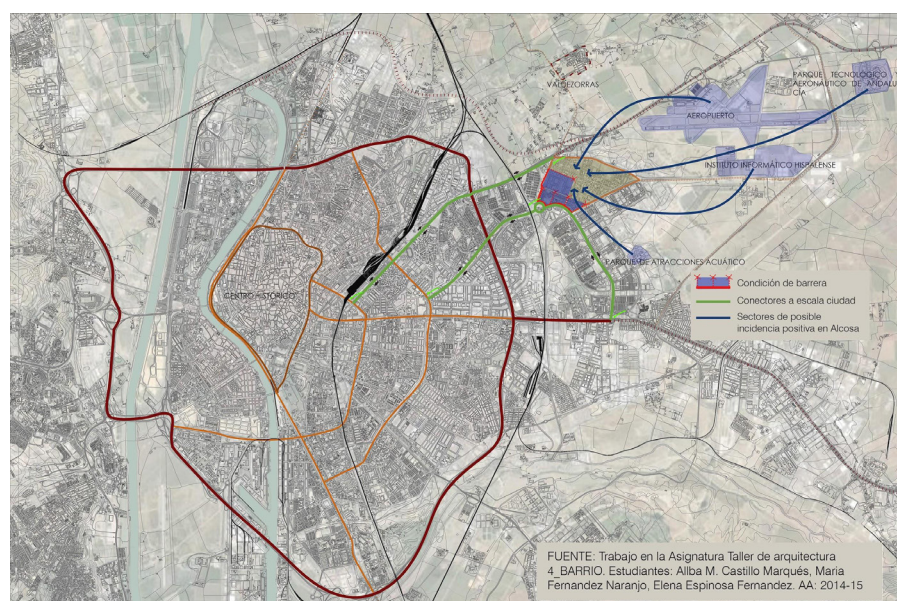 VALDEZORRAS
PARQUE TECNOLÓGICO Y
AERONAÚTICO DE ANDALU
CÍA
AEROPUERTO
INSTITUTO INFORMÁTICO HISPALENSE
PARQUE DE ATRACCIONES ACUÁTICO
CENTRO HISTÓRICO
Condición de barrera
Conectores a escala ciudad
Sectores de posible
incidencia positiva en Alcosa
FUENTE: Trabajo en la Asignatura Taller de arquitectura
4_BARRIO. Estudiantes: Allba M. Castillo Marqués, Maria
Fernandez Naranjo, Elena Espinosa Fernandez. AA: 2014-15